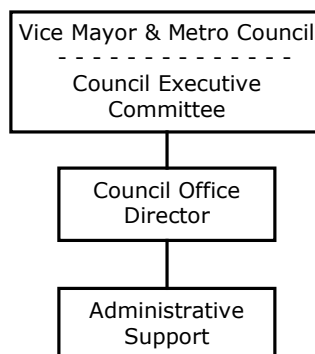 Vice Mayor & Metro Council
- - - - - - - - - - - - - -
Council Executive
Committee
Council Office
Director
Administrative
Support